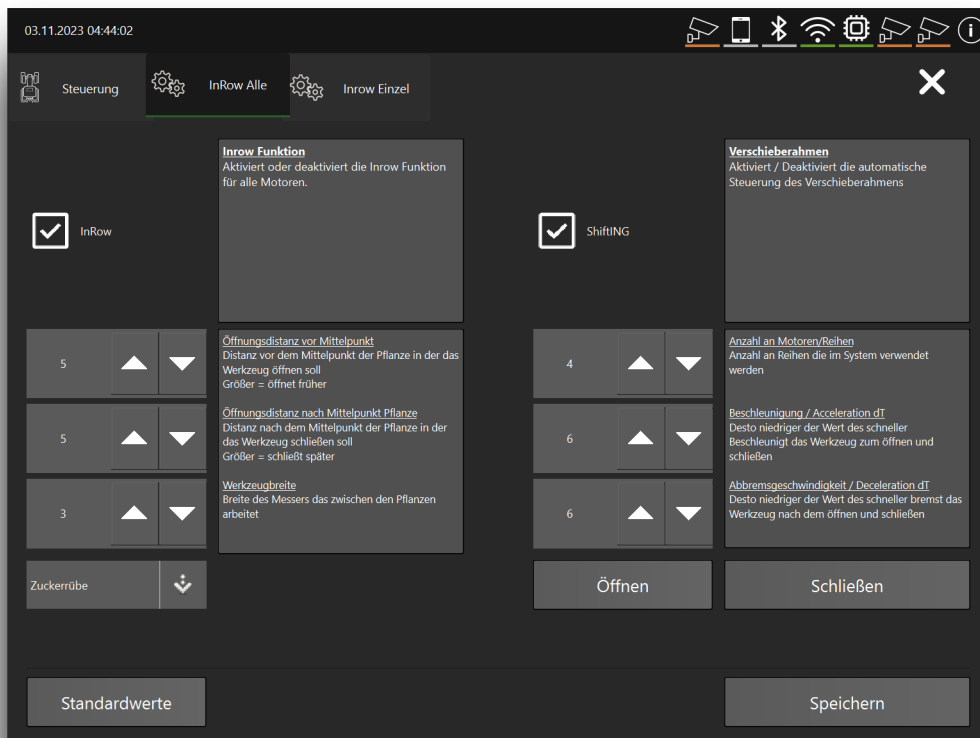 03.11.2023 04:44:02
i
Steuerung
InRow Alle
Inrow Einzel
InRow
Inrow Funktion
Aktiviert oder deaktiviert die Inrow Funktion
für alle Motoren.
ShiftING
Verschieberahmen
Aktiviert / Deaktiviert die automatische
Steuerung des Verschieberahmens
5
5
3
Öffnungsdistanz vor Mittelpunkt
Distanz vor dem Mittelpunkt der Pflanze in der das
Werkzeug öffnen soll
Größer = öffnet früher
Öffnungsdistanz nach Mittelpunkt Pflanze
Distanz nach dem Mittelpunkt der Pflanze in der
das Werkzeug schließen soll
Größer = schließt später
Werkzeugbreite
Breite des Messers das zwischen den Pflanzen
arbeitet
4
6
6
Anzahl an Motoren/Reihen
Anzahl an Reihen die im System verwendet
werden
Beschleunigung / Acceleration dT
Desto niedriger der Wert des schneller
Beschleunigt das Werkzeug zum öffnen und
schließen
Abbremsgeschwindigkeit / Deceleration dT
Desto niedriger der Wert des schneller bremst das
Werkzeug nach dem öffnen und schließen
Zuckerrübe
Öffnen
Schließen
Standardwerte
Speichern